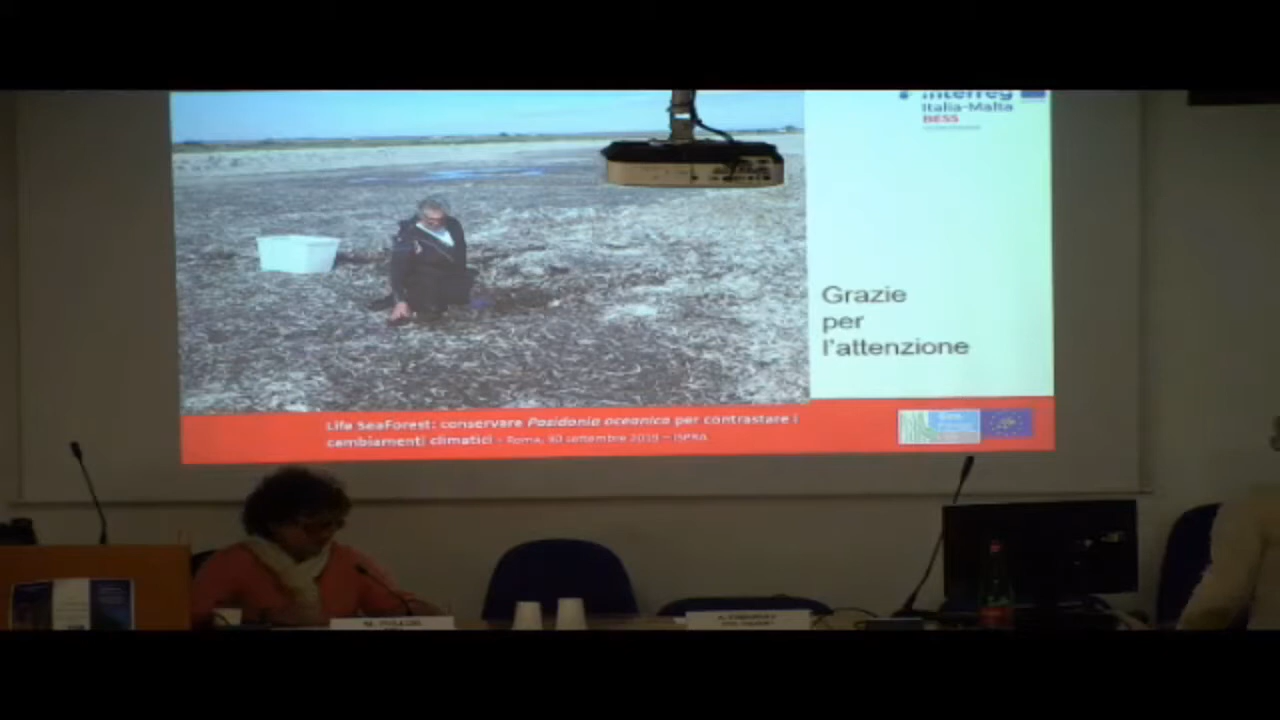 Interreg
Italia-Malta
BESS
Grazie
per
l'attenzione
Life SeaForest: conservare Posidonia oceanica per contrastare i
cambiamenti climatici - Roma, 30 settembre 2019 – ISPRA